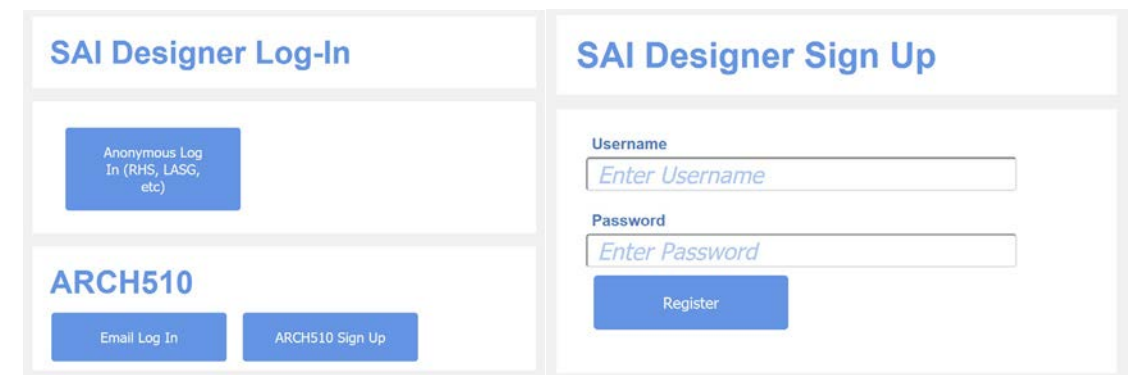 SAI Designer Log-In
Anonymous Log
In (RHS, LASG,
etc)
ARCH510
Email Log In
ARCH510 Sign Up
SAI Designer Sign Up
Username
Enter Username
Password
Enter Password
Register